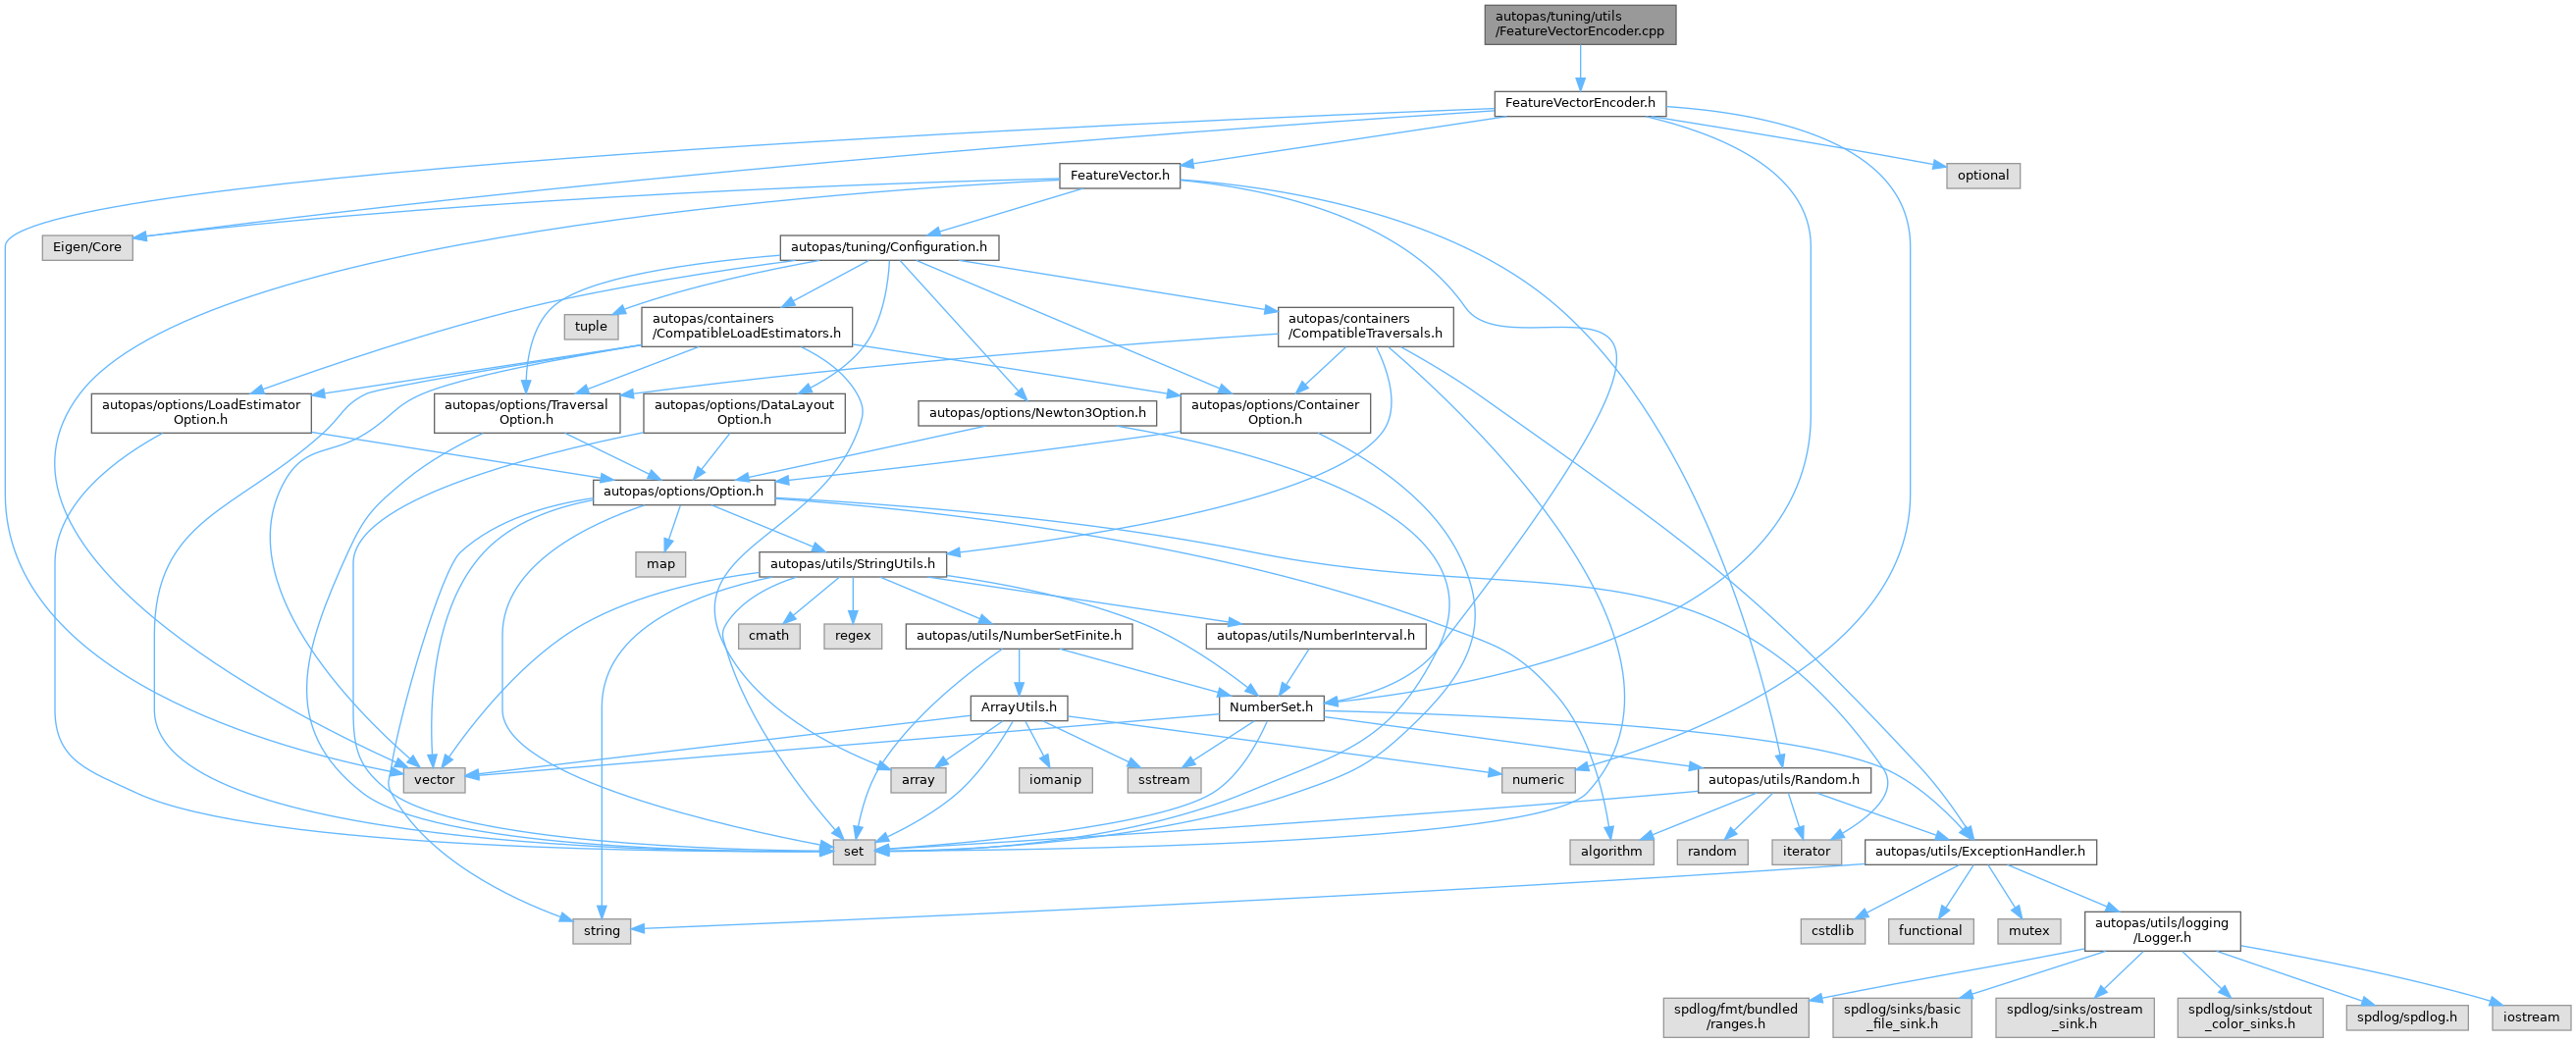 autopas/tuning/utils
/FeatureVectorEncoder.cpp
FeatureVectorEncoder.h
FeatureVector.h
optional
Eigen/Core
autopas/tuning/Configuration.h
tuple
autopas/containers
/CompatibleLoadEstimators.h
autopas/containers
/CompatibleTraversals.h
autopas/options/LoadEstimator
Option.h
autopas/options/Traversal
Option.h
autopas/options/DataLayout
Option.h
autopas/options/Newton3Option.h
autopas/options/Container
Option.h
autopas/options/Option.h
map
autopas/utils/StringUtils.h
cmath
regex
autopas/utils/NumberSetFinite.h
autopas/utils/NumberInterval.h
ArrayUtils.h
NumberSet.h
vector
array
iomanip
sstream
numeric
autopas/utils/Random.h
set
algorithm
random
iterator
autopas/utils/ExceptionHandler.h
string
cstdlib
functional
mutex
autopas/utils/logging
/Logger.h
spdlog/fmt/bundled
/ranges.h
spdlog/sinks/basic
_file_sink.h
spdlog/sinks/ostream
_sink.h
spdlog/sinks/stdout
_color_sinks.h
spdlog/spdlog.h
iostream